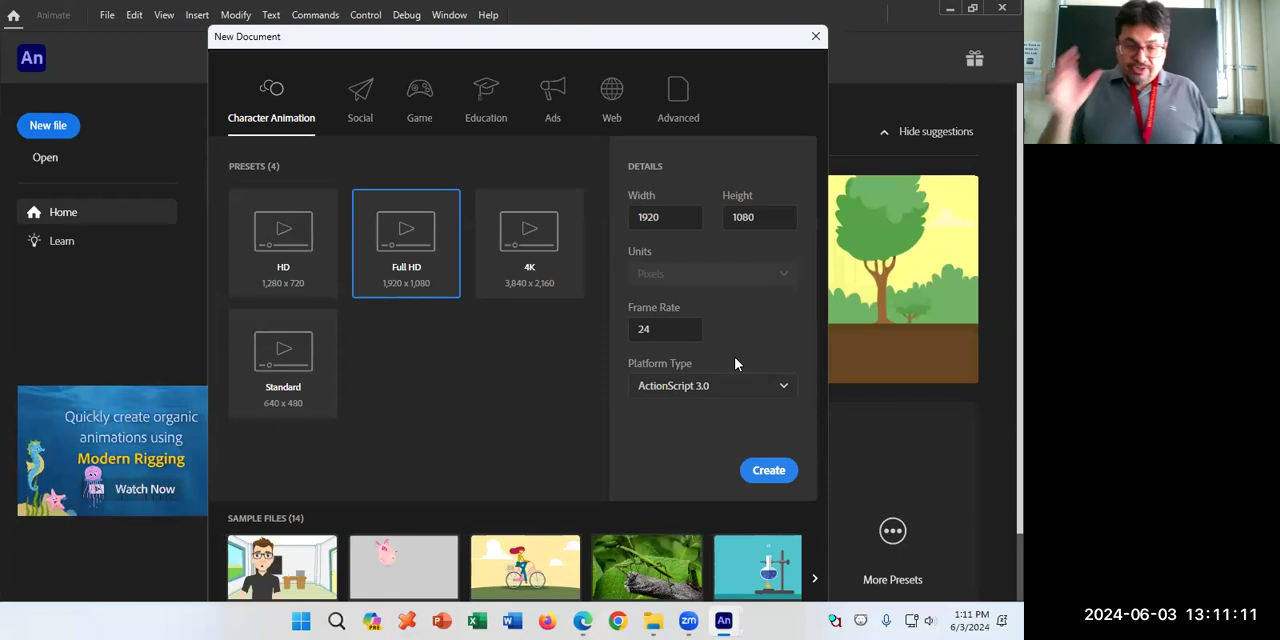 Animate
File Edit View Insert Modify Text Commands Control Debug Window Help
New Document
An
New file
Open
Home
Learn
Quickly create organic
animations using
Modern Rigging
Watch Now
Character Animation Social Game Education Ads Web Advanced
PRESETS (4)
HD
1,280 x 720
Full HD
1,920 x 1,080
4K
3,840 x 2,160
Standard
640 x 480
DETAILS
Width Height
1920 1080
Units
Pixels
Frame Rate
24
Platform Type
ActionScript 3.0
Create
SAMPLE FILES (14)
Hide suggestions
More Presets
PRE
zm
An
1:11 PM
6/3/2024
2024-06-03 13:11:11